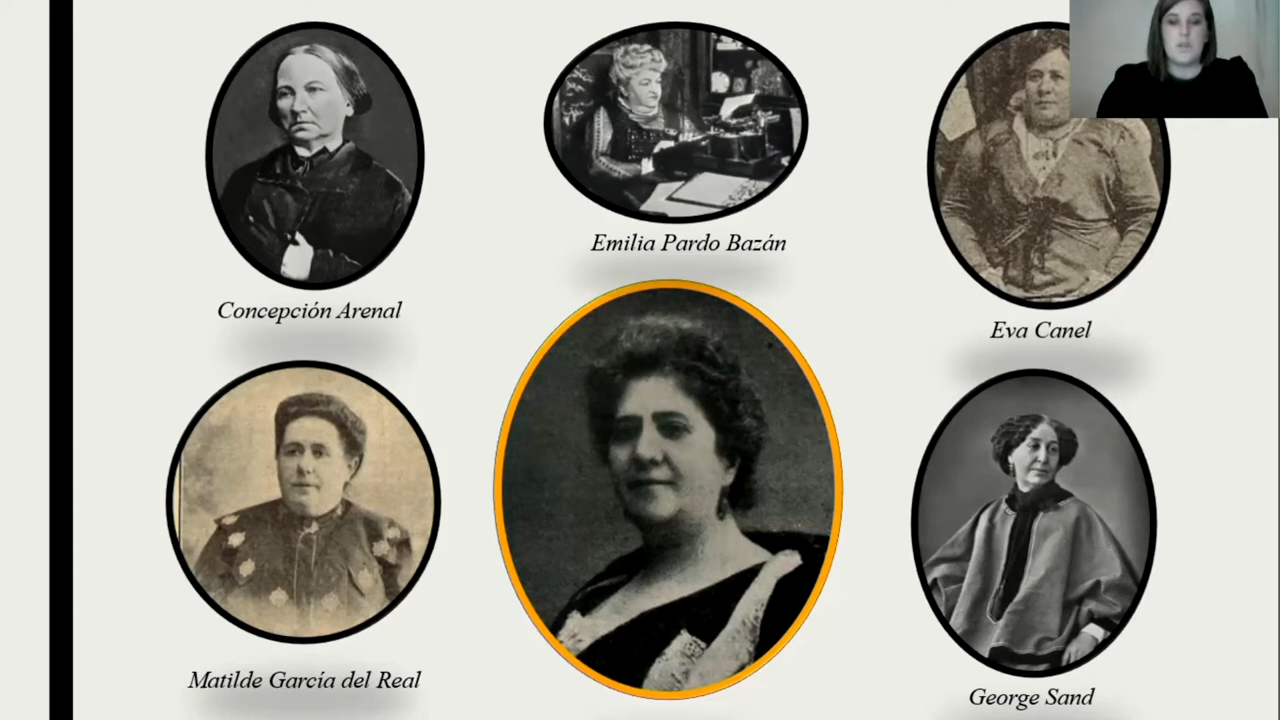 Emilia Pardo Bazán
Concepción Arenal
Eva Canel
Matilde García del Real
George Sand